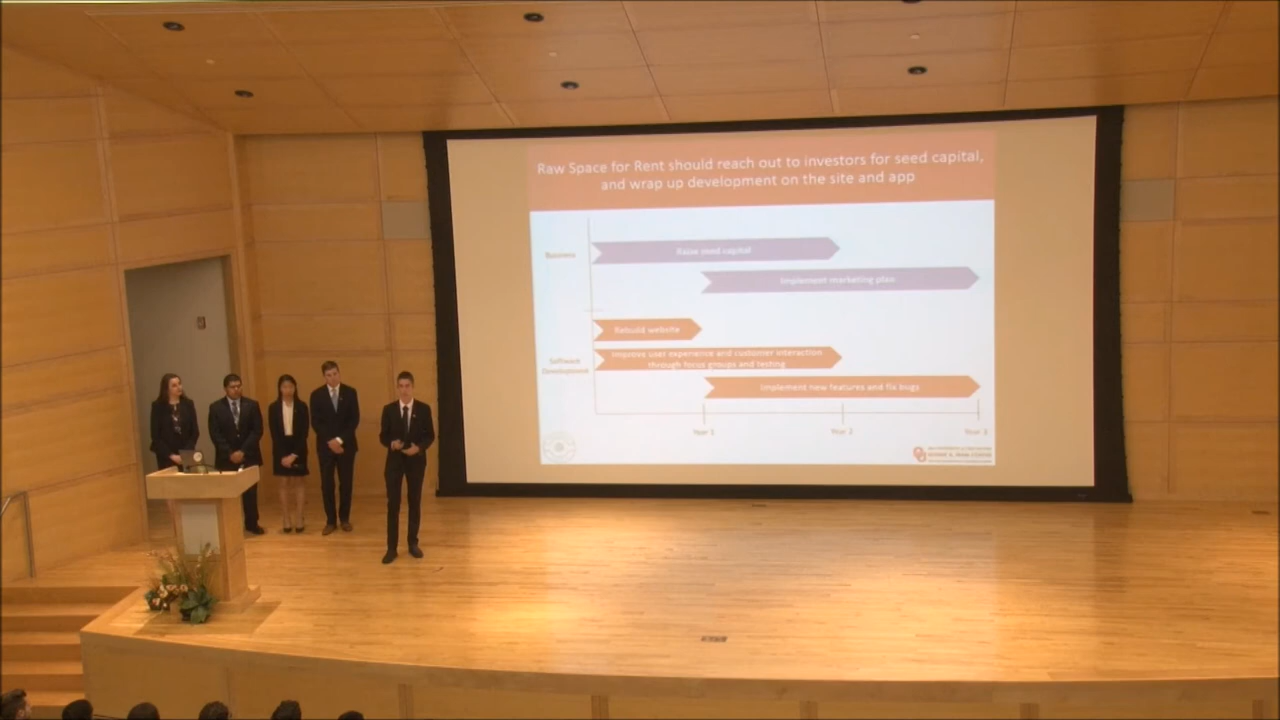 Raw Space for Rent should reach out to investors for seed capital,
and wrap up development on the site and app
Business
Raise seed capital
Implement marketing plan
Rebuild website
Improve user experience and customer interaction
through focus groups and testing
Software
Development
Implement new features and fix bugs
Year 1
Year 2
Year 3